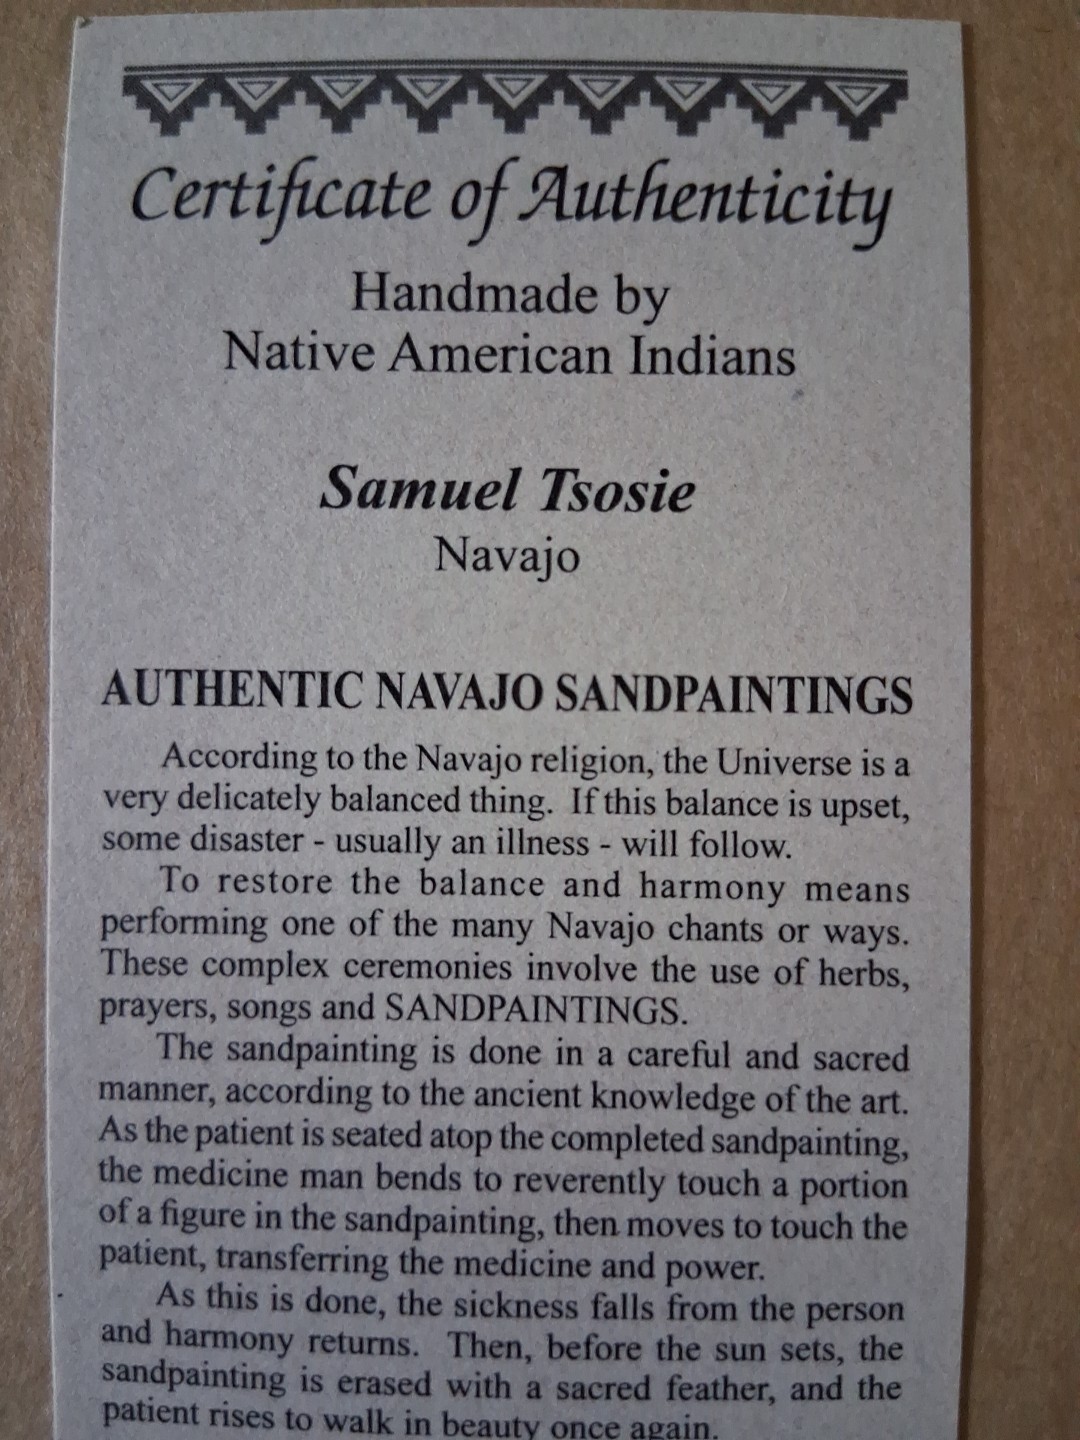 Certificate of Authenticity
Handmade by
Native American Indians
Samuel Tsosie
Navajo
AUTHENTIC NAVAJO SANDPAINTINGS
According to the Navajo religion, the Universe is a
very delicately balanced thing. If this balance is upset,
some disaster - usually an illness - will follow.
To restore the balance and harmony means
performing one of the many Navajo chants or ways.
These complex ceremonies involve the use of herbs,
prayers, songs and SANDPAINTINGS.
The sandpainting is done in a careful and sacred
manner, according to the ancient knowledge of the art.
As the patient is seated atop the completed sandpainting,
the medicine man bends to reverently touch a portion
of a figure in the sandpainting, then moves to touch the
patient, transferring the medicine and power.
As this is done, the sickness falls from the person
and harmony returns. Then, before the sun sets, the
sandpainting is erased with a sacred feather, and the
patient rises to walk in beauty once again.